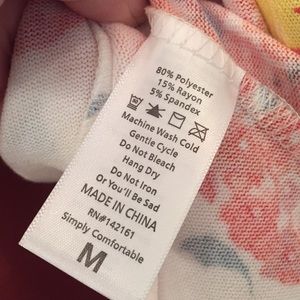 80% Polyester
15% Rayon
5% Spandex
Machine Wash Cold
Gentle Cycle
Do Not Bleach
Hang Dry
Do Not Iron
Or You'll Be Sad
MADE IN CHINA
RN#142161
Simply Comfortable
M